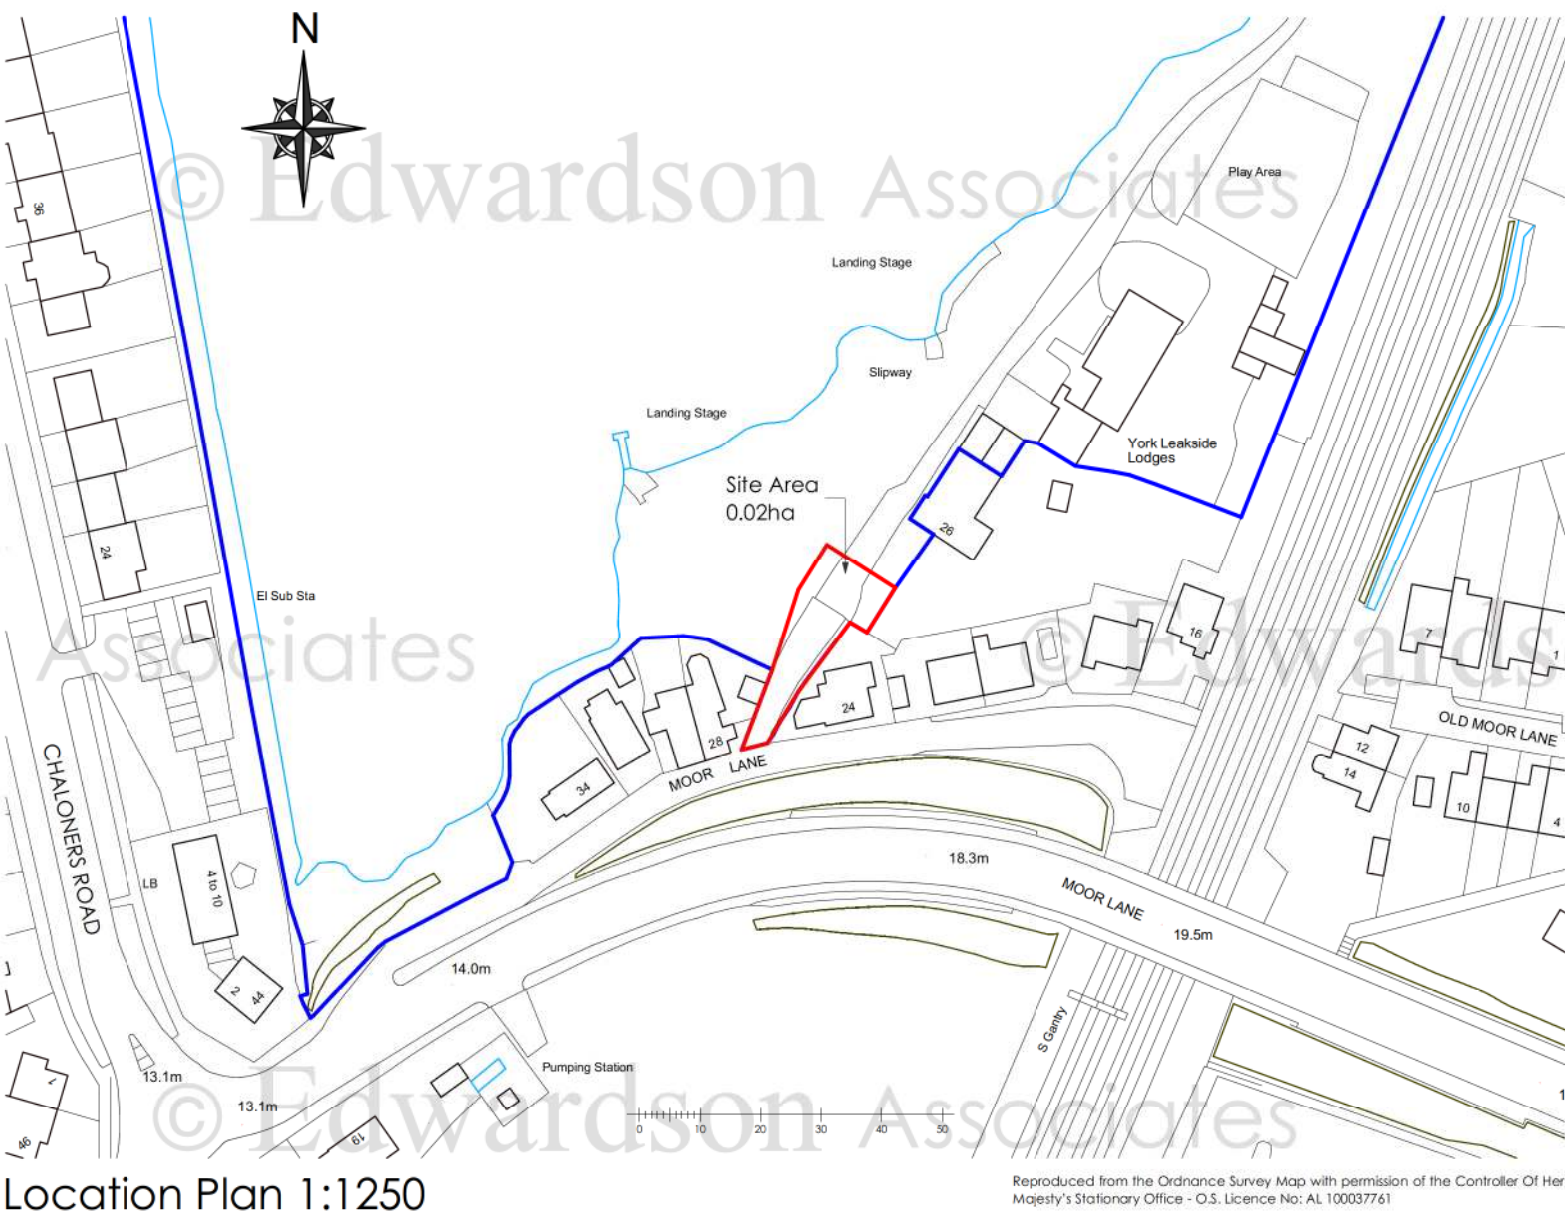 N
© Edwardson Associates
Play Area
36
Landing Stage
Slipway
Landing Stage
York Leakside
Lodges
Site Area
0.02ha
26
24
El Sub Sta
Associates
© Edwards
16
7
1
24
28
OLD MOOR LANE
MOOR LANE
12
14
34
10
4
CHALONERS ROAD
18.3m
4 to 10
LB
MOOR LANE
19.5m
14.0m
2
44
S Gantry
Pumping Station
13.1m
1
13.1m
1
© Edwardson Associates
46
19
0 10 20 30 40 50
Location Plan 1:1250
Reproduced from the Ordnance Survey Map with permission of the Controller Of Her
Majesty's Stationary Office - O.S. Licence No: AL 100037761